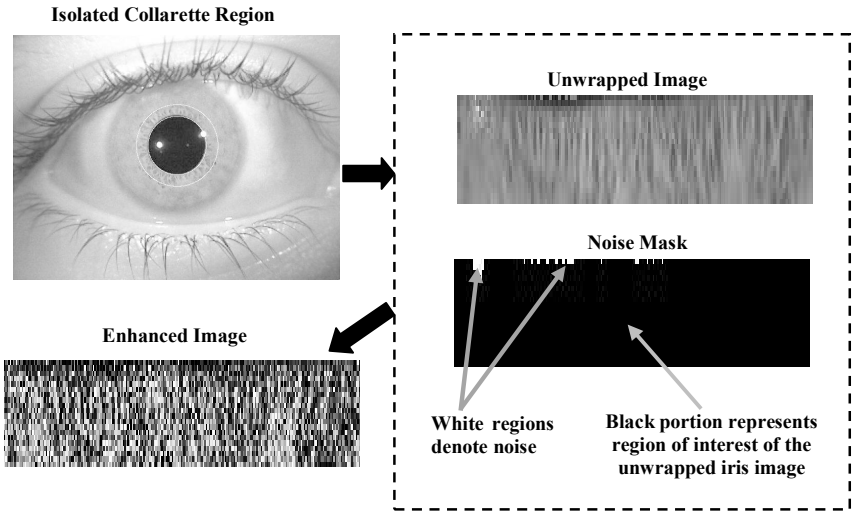 Isolated Collarette Region
Unwrapped Image
Noise Mask
Enhanced Image
White regions
denote noise
Black portion represents
region of interest of the
unwrapped iris image